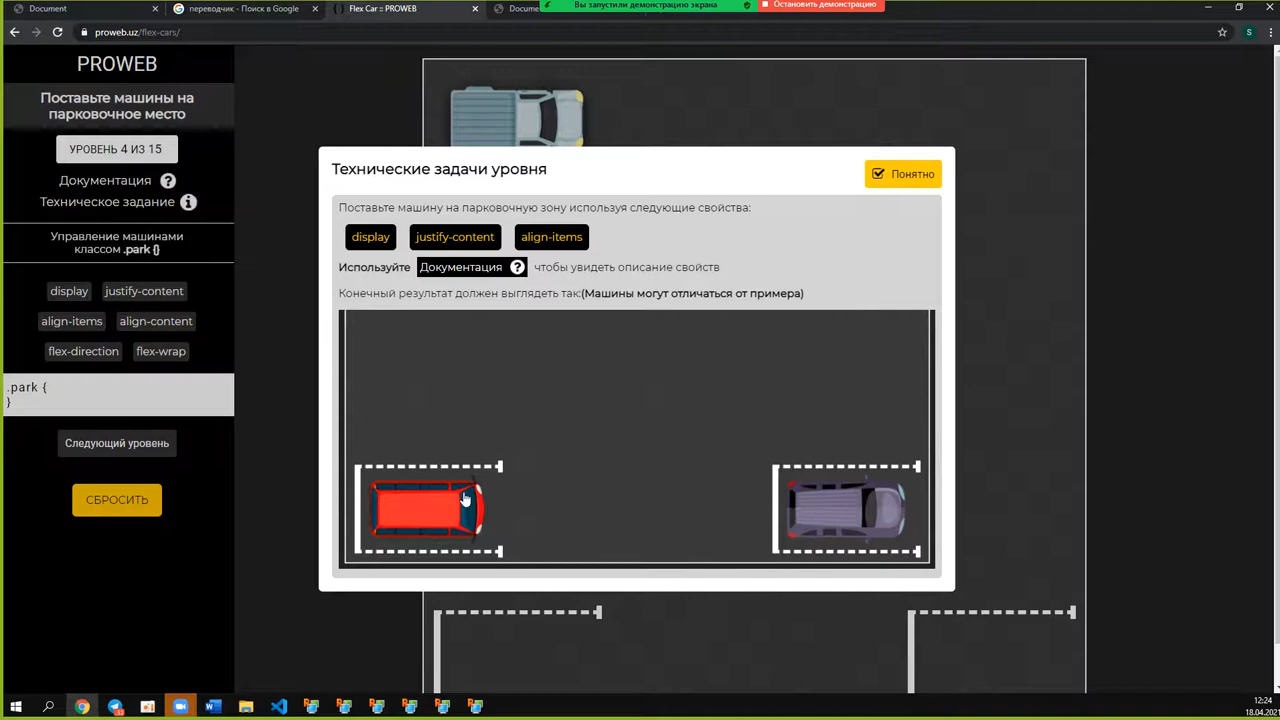 Document
переводчик - Поиск в Google
Flex Car :: PROWEB
Docume
Вы запустили демонстрацию экрана
Остановить демонстрацию
proweb.uz/flex-cars/
S
PROWEB
Поставьте машины на
парковочное место
УРОВЕНЬ 4 ИЗ 15
Документация ?
Техническое задание i
Управление машинами
классом .park {}
display justify-content
align-items align-content
flex-direction flex-wrap
.park {
}
Следующий уровень
СБРОСИТЬ
Технические задачи уровня
Понятно
Поставьте машину на парковочную зону используя следующие свойства:
display justify-content align-items
Используйте Документация ? чтобы увидеть описание свойств
Конечный результат должен выглядеть так:(Машины могут отличаться от примера)
12:24
18.04.2021